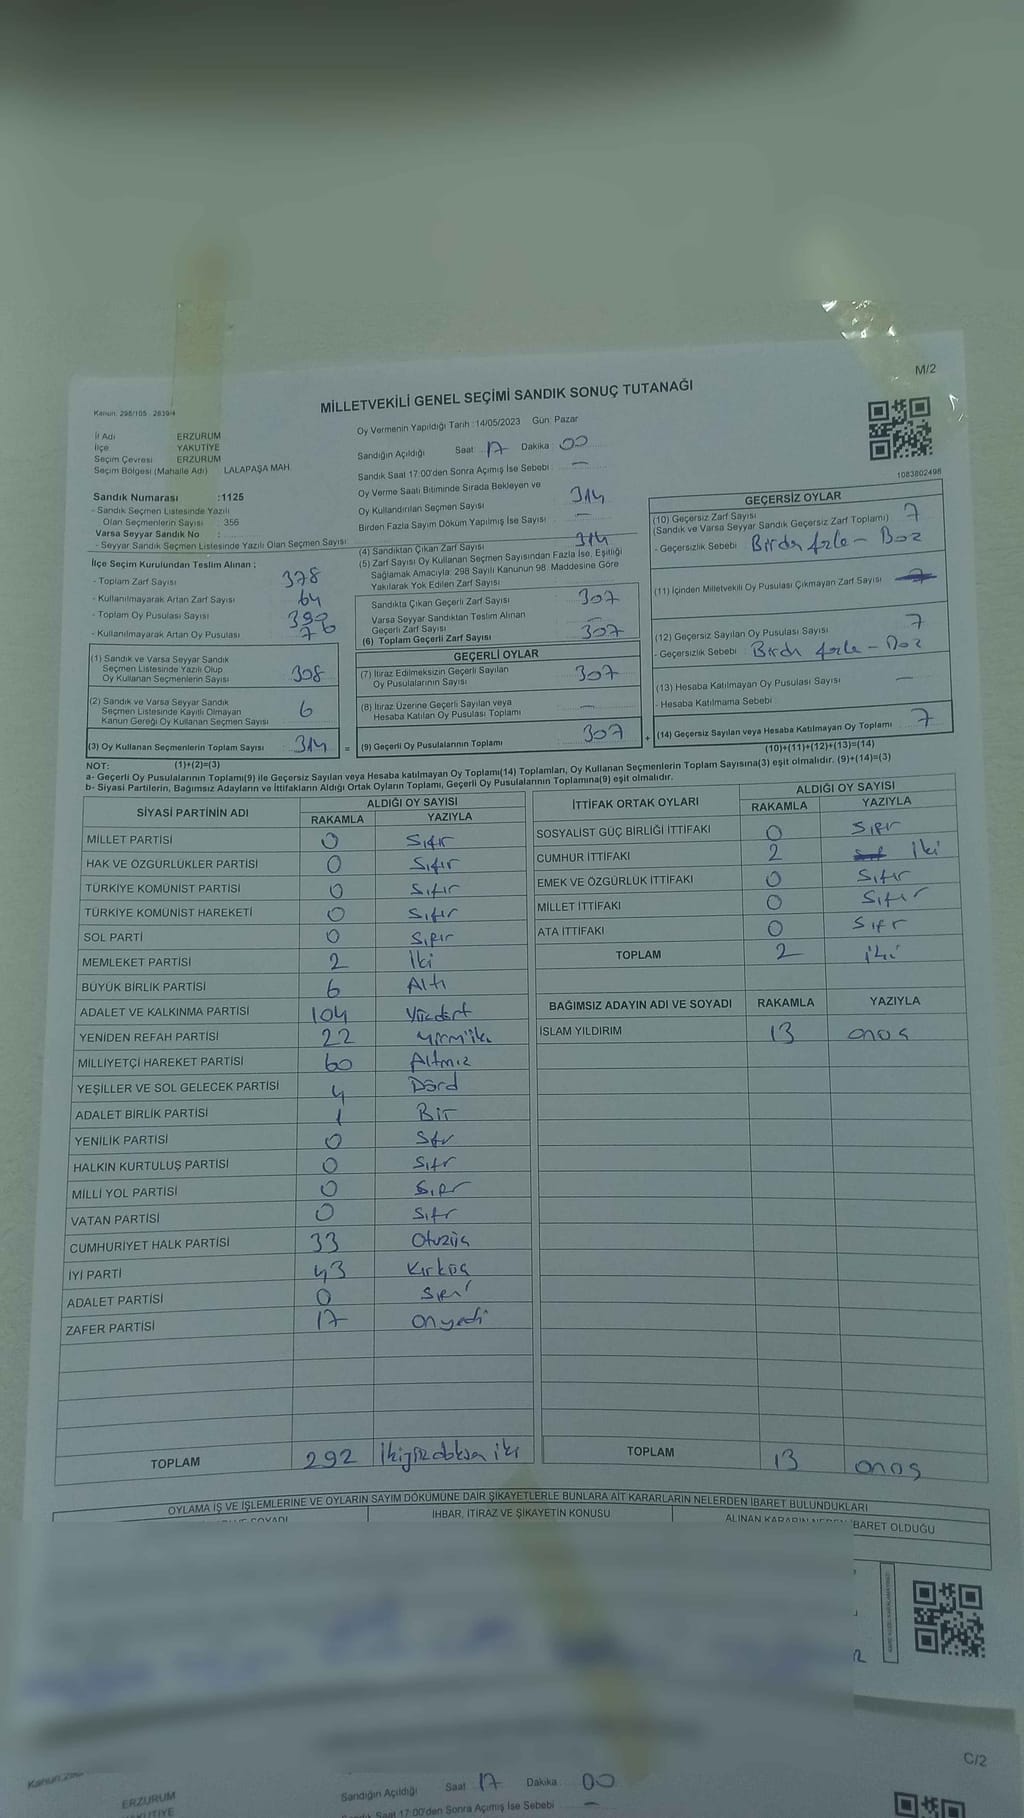 M/2
Kanun: 298/105 : 2839/4
MİLLETVEKİLİ GENEL SEÇİMİ SANDIK SONUÇ TUTANAĞI
İl Adı ERZURUM
İlçe YAKUTİYE
Seçim Çevresi ERZURUM
Seçim Bölgesi (Mahalle Adı) LALAPAŞA MAH.
Sandık Numarası :1125
- Sandık Seçmen Listesinde Yazılı
Olan Seçmenlerin Sayısı : 356
Varsa Seyyar Sandık No :
- Seyyar Sandık Seçmen Listesinde Yazılı Olan Seçmen Sayısı:
İlçe Seçim Kurulundan Teslim Alınan :
- Toplam Zarf Sayısı 378
- Kullanılmayarak Artan Zarf Sayısı 64
- Toplam Oy Pusulası Sayısı
- Kullanılmayarak Artan Oy Pusulası 76
(1) Sandık ve Varsa Seyyar Sandık
Seçmen Listesinde Yazılı Olup
Oy Kullanan Seçmenlerin Sayısı 308
(2) Sandık ve Varsa Seyyar Sandık
Seçmen Listesinde Kayıtlı Olmayan
Kanun Gereği Oy Kullanan Seçmen Sayısı 6
(3) Oy Kullanan Seçmenlerin Toplam Sayısı 314 =
Oy Vermenin Yapıldığı Tarih : 14/05/2023 Gün: Pazar
Sandığın Açıldığı Saat 17 Dakika 00
Sandık Saat 17:00'den Sonra Açımış İse Sebebi : —
Oy Verme Saati Bitiminde Sırada Bekleyen ve
Oy Kullandırılan Seçmen Sayısı 314
Birden Fazla Sayım Döküm Yapılmış İse Sayısı —
(4) Sandıktan Çıkan Zarf Sayısı 314
(5) Zarf Sayısı Oy Kullanan Seçmen Sayısından Fazla İse, Eşitliği
Sağlamak Amacıyla: 298 Sayılı Kanunun 98. Maddesine Göre
Yakılarak Yok Edilen Zarf Sayısı
Sandıkta Çıkan Geçerli Zarf Sayısı 307
Varsa Seyyar Sandıktan Teslim Alınan
Geçerli Zarf Sayısı —
(6) Toplam Geçerli Zarf Sayısı 307
GEÇERLİ OYLAR
(7) İtiraz Edilmeksizin Geçerli Sayılan
Oy Pusulalarının Sayısı 307
(8) İtiraz Üzerine Geçerli Sayılan veya
Hesaba Katılan Oy Pusulası Toplamı —
(9) Geçerli Oy Pusulalarının Toplamı 307 +
1083802498
GEÇERSİZ OYLAR
(10) Geçersiz Zarf Sayısı
(Sandık ve Varsa Seyyar Sandık Geçersiz Zarf Toplamı) 7
- Geçersizlik Sebebi :
(11) İçinden Milletvekili Oy Pusulası Çıkmayan Zarf Sayısı
(12) Geçersiz Sayılan Oy Pusulası Sayısı 7
- Geçersizlik Sebebi :
(13) Hesaba Katılmayan Oy Pusulası Sayısı —
- Hesaba Katılmama Sebebi
(14) Geçersiz Sayılan veya Hesaba Katılmayan Oy Toplamı 7
NOT: (1)+(2)=(3) (10)+(11)+(12)+(13)=(14)
a- Geçerli Oy Pusulalarının Toplamı(9) ile Geçersiz Sayılan veya Hesaba katılmayan Oy Toplamı(14) Toplamları, Oy Kullanan Seçmenlerin Toplam Sayısına(3) eşit olmalıdır. (9)+(14)=(3)
b- Siyasi Partilerin, Bağımsız Adayların ve İttifakların Aldığı Ortak Oyların Toplamı, Geçerli Oy Pusulalarının Toplamına(9) eşit olmalıdır.
SİYASİ PARTİNİN ADI ALDIĞI OY SAYISI
RAKAMLA YAZIYLA
MİLLET PARTİSİ 0 Sıfır
HAK VE ÖZGÜRLÜKLER PARTİSİ 0 Sıfır
TÜRKİYE KOMÜNİST PARTİSİ 0 Sıfır
TÜRKİYE KOMÜNİST HAREKETİ 0 Sıfır
SOL PARTİ 0 Sıfır
MEMLEKET PARTİSİ 2 İki
BÜYÜK BİRLİK PARTİSİ 6 Altı
ADALET VE KALKINMA PARTİSİ 104 Yüzdört
YENİDEN REFAH PARTİSİ 22 Yirmiiki
MİLLİYETÇİ HAREKET PARTİSİ 60 Altmız
YEŞİLLER VE SOL GELECEK PARTİSİ 4 Dörd
ADALET BİRLİK PARTİSİ 1 Bir
YENİLİK PARTİSİ 0 Sıfır
HALKIN KURTULUŞ PARTİSİ 0 Sıfır
MİLLİ YOL PARTİSİ 0 Sıfır
VATAN PARTİSİ 0 Sıfır
CUMHURİYET HALK PARTİSİ 33 Otuzüç
İYİ PARTİ 43 Kırküç
ADALET PARTİSİ 0
ZAFER PARTİSİ 17 Onyedi
TOPLAM 292
İTTİFAK ORTAK OYLARI ALDIĞI OY SAYISI
RAKAMLA YAZIYLA
SOSYALİST GÜÇ BİRLİĞİ İTTİFAKI 0 Sıfır
CUMHUR İTTİFAKI 2 İki
EMEK VE ÖZGÜRLÜK İTTİFAKI 0 Sıfır
MİLLET İTTİFAKI 0 Sıfır
ATA İTTİFAKI 0 Sıfır
TOPLAM 2 iki
BAĞIMSIZ ADAYIN ADI VE SOYADI RAKAMLA YAZIYLA
İSLAM YILDIRIM 13 onüç
TOPLAM 13 onüç
OYLAMA İŞ VE İŞLEMLERİNE VE OYLARIN SAYIM DÖKÜMÜNE DAİR ŞİKAYETLERLE BUNLARA AİT KARARLARIN NELERDEN İBARET BULUNDUKLARI
SOYADI İHBAR, İTİRAZ VE ŞİKAYETİN KONUSU ALINAN KARARIN NEDEN İBARET OLDUĞU
C/2
ERZURUM
YAKUTİYE
Sandığın Açıldığı Saat 17 Dakika 00
Sandık Saat 17:00'den Sonra Açımış İse Sebebi —